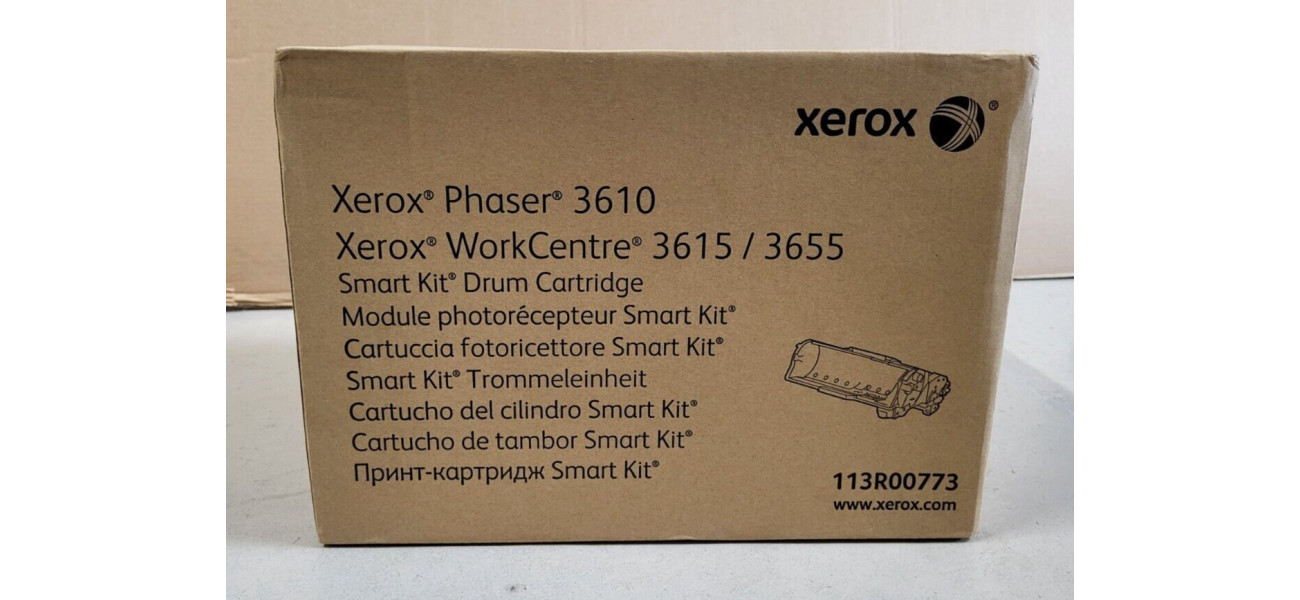 xerox ®
Xerox® Phaser® 3610
Xerox® WorkCentre® 3615 / 3655
Smart Kit® Drum Cartridge
Module photorécepteur Smart Kit®
Cartuccia fotoricettore Smart Kit®
Smart Kit® Trommeleinheit
Cartucho del cilindro Smart Kit®
Cartucho de tambor Smart Kit®
Принт-картридж Smart Kit®
113R00773
www.xerox.com